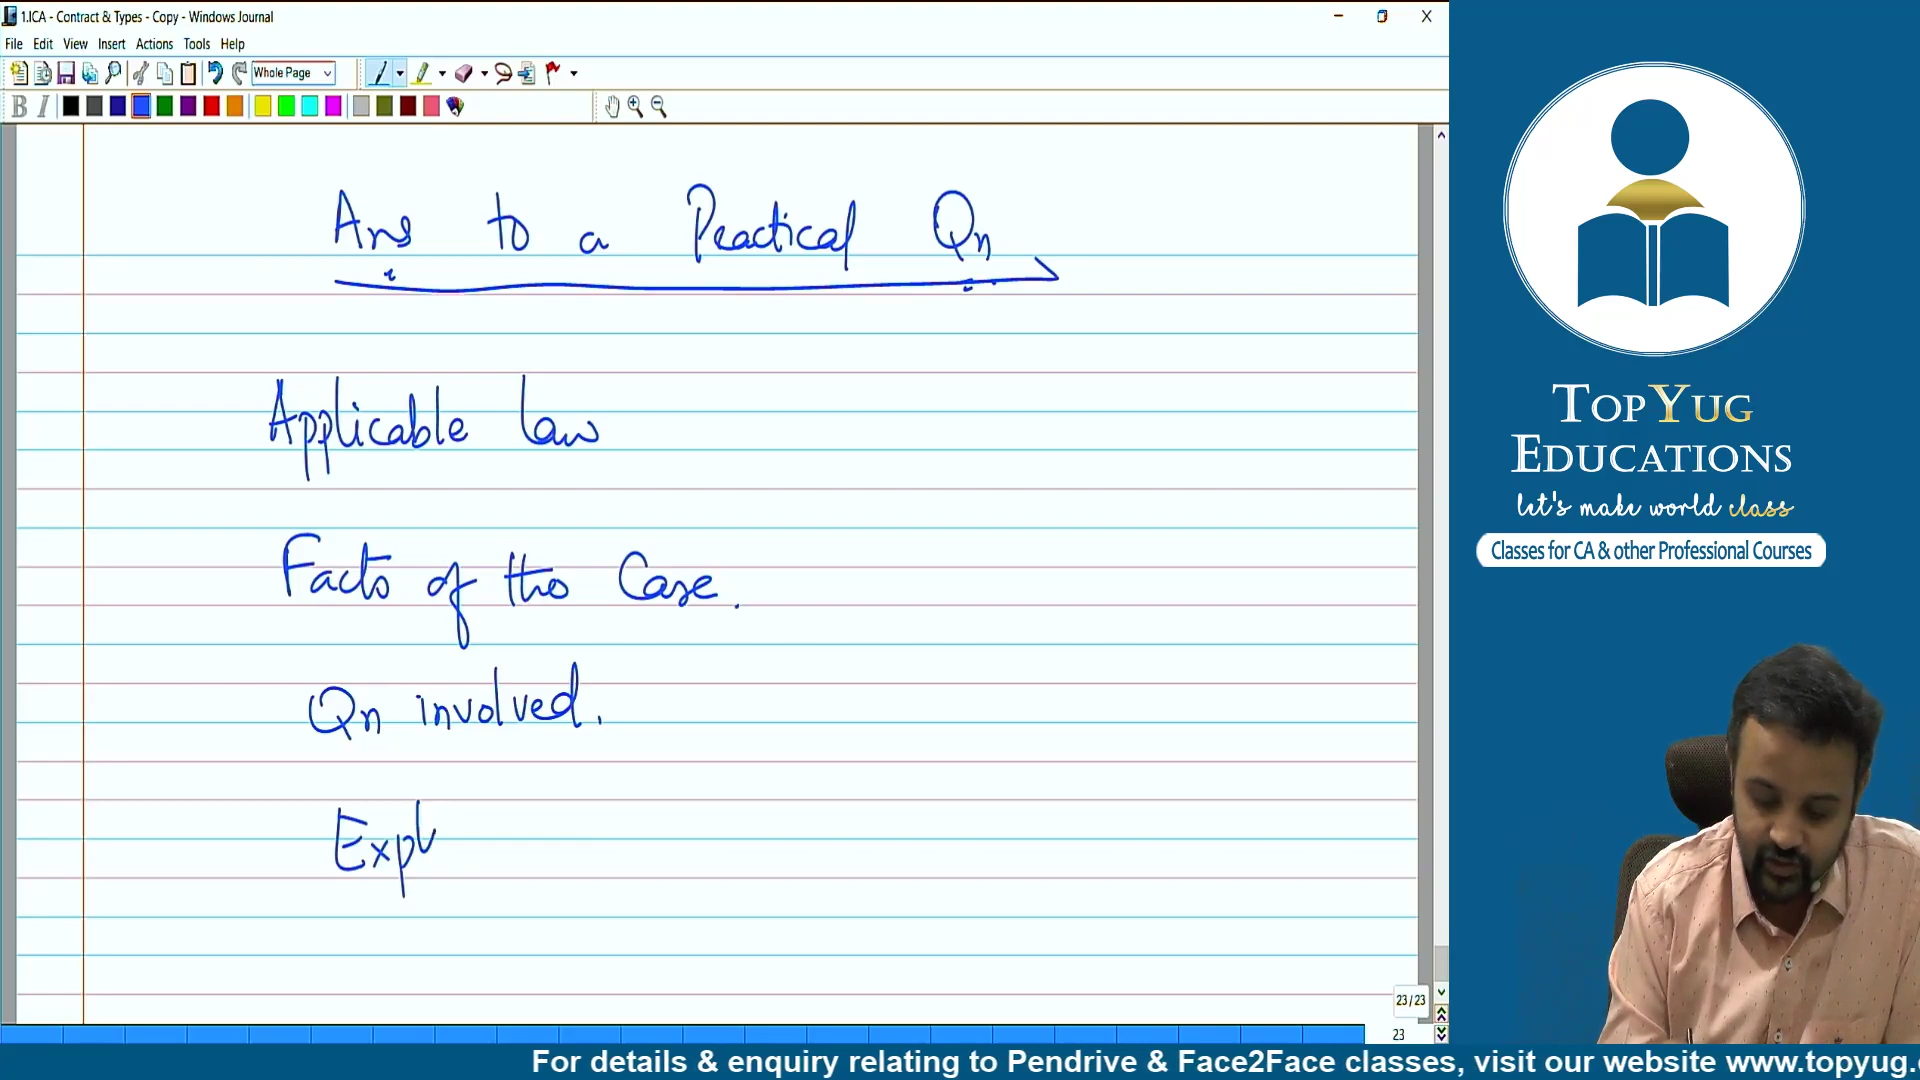 1.ICA - Contract & Types - Copy - Windows Journal
File Edit View Insert Actions Tools Help
Whole Page
B I
Ans to a Practical Qn
Applicable law
Facts of the Case.
Qn involved.
Expl
23/23
23
TOPYUG
EDUCATIONS
let's make world class
Classes for CA & other Professional Courses
For details & enquiry relating to Pendrive & Face2Face classes, visit our website www.topyug.